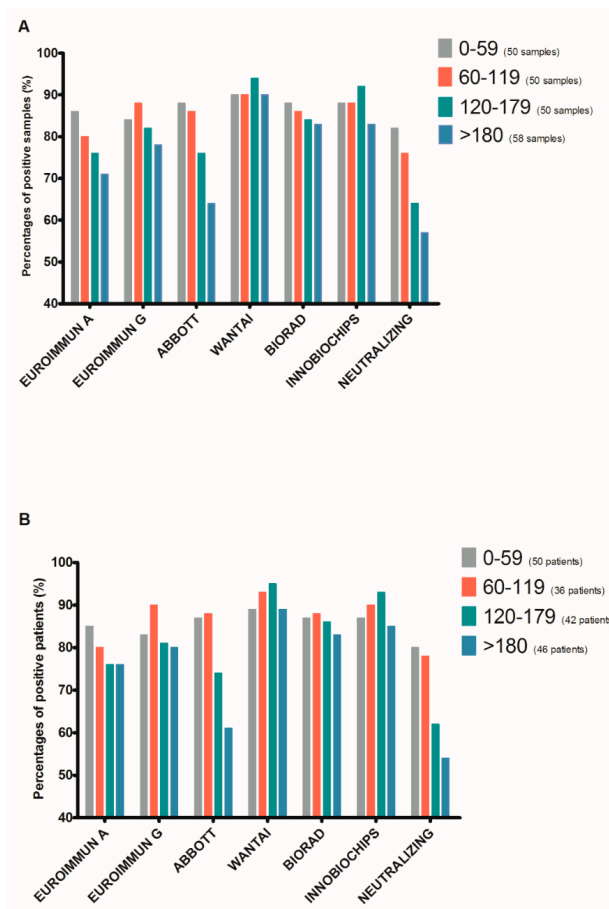 A
Percentages of positive samples (%)
100
90
80
70
60
50
40
EUROIMMUN A
EUROIMMUN G
ABBOTT
WANTAI
BIORAD
INNOBIOCHIPS
NEUTRALIZING
0-59 (50 samples)
60-119 (50 samples)
120-179 (50 samples)
>180 (58 samples)
B
Percentages of positive patients (%)
100
90
80
70
60
50
40
EUROIMMUN A
EUROIMMUN G
ABBOTT
WANTAI
BIORAD
INNOBIOCHIPS
NEUTRALIZING
0-59 (50 patients)
60-119 (36 patients)
120-179 (42 patient
>180 (46 patients)